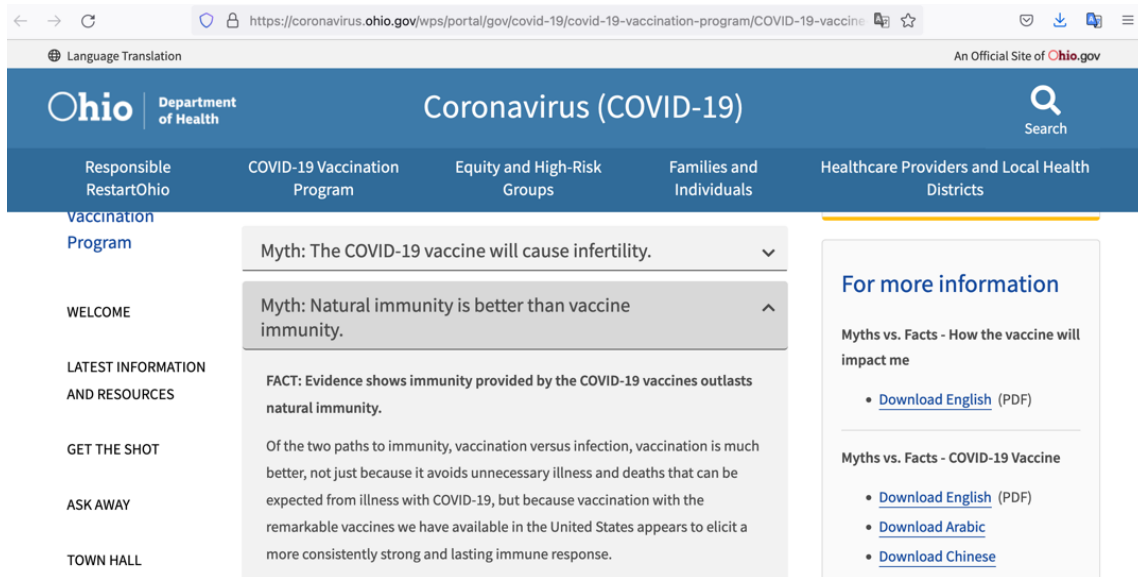 https://coronavirus.ohio.gov/wps/portal/gov/covid-19/covid-19-vaccination-program/COVID-19-vaccine
Language Translation
An Official Site of Ohio.gov
Ohio
Department
of Health
Coronavirus (COVID-19)
Search
Responsible
RestartOhio
COVID-19 Vaccination
Program
Equity and High-Risk
Groups
Families and
Individuals
Healthcare Providers and Local Health
Districts
Vaccination
Program
WELCOME
LATEST INFORMATION
AND RESOURCES
GET THE SHOT
ASK AWAY
TOWN HALL
Myth: The COVID-19 vaccine will cause infertility.
Myth: Natural immunity is better than vaccine
immunity.
FACT: Evidence shows immunity provided by the COVID-19 vaccines outlasts
natural immunity.
Of the two paths to immunity, vaccination versus infection, vaccination is much
better, not just because it avoids unnecessary illness and deaths that can be
expected from illness with COVID-19, but because vaccination with the
remarkable vaccines we have available in the United States appears to elicit a
more consistently strong and lasting immune response.
For more information
Myths vs. Facts - How the vaccine will
impact me
Download English (PDF)
Myths vs. Facts - COVID-19 Vaccine
Download English (PDF)
Download Arabic
Download Chinese